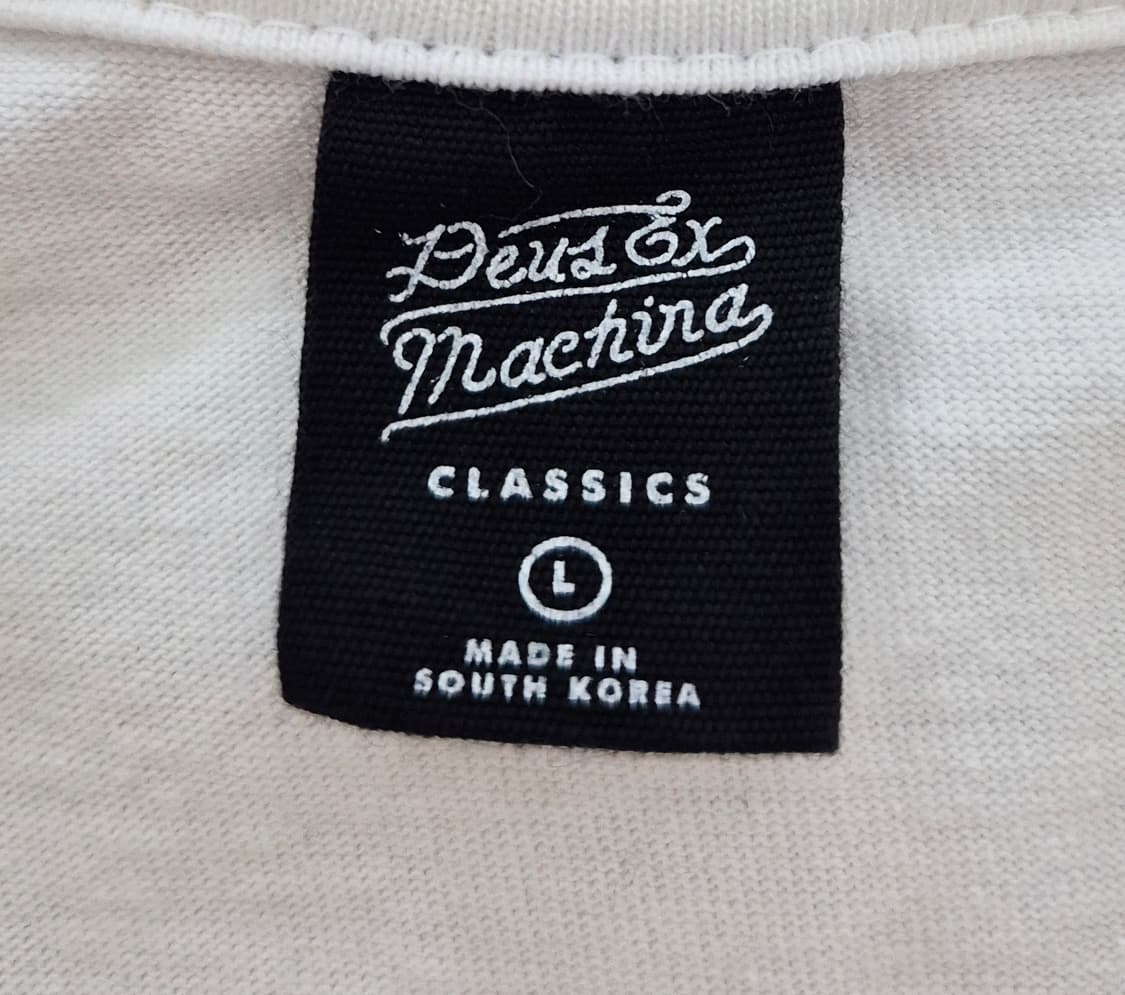 Deus Ex
Machina
CLASSICS
L
MADE IN
SOUTH KOREA